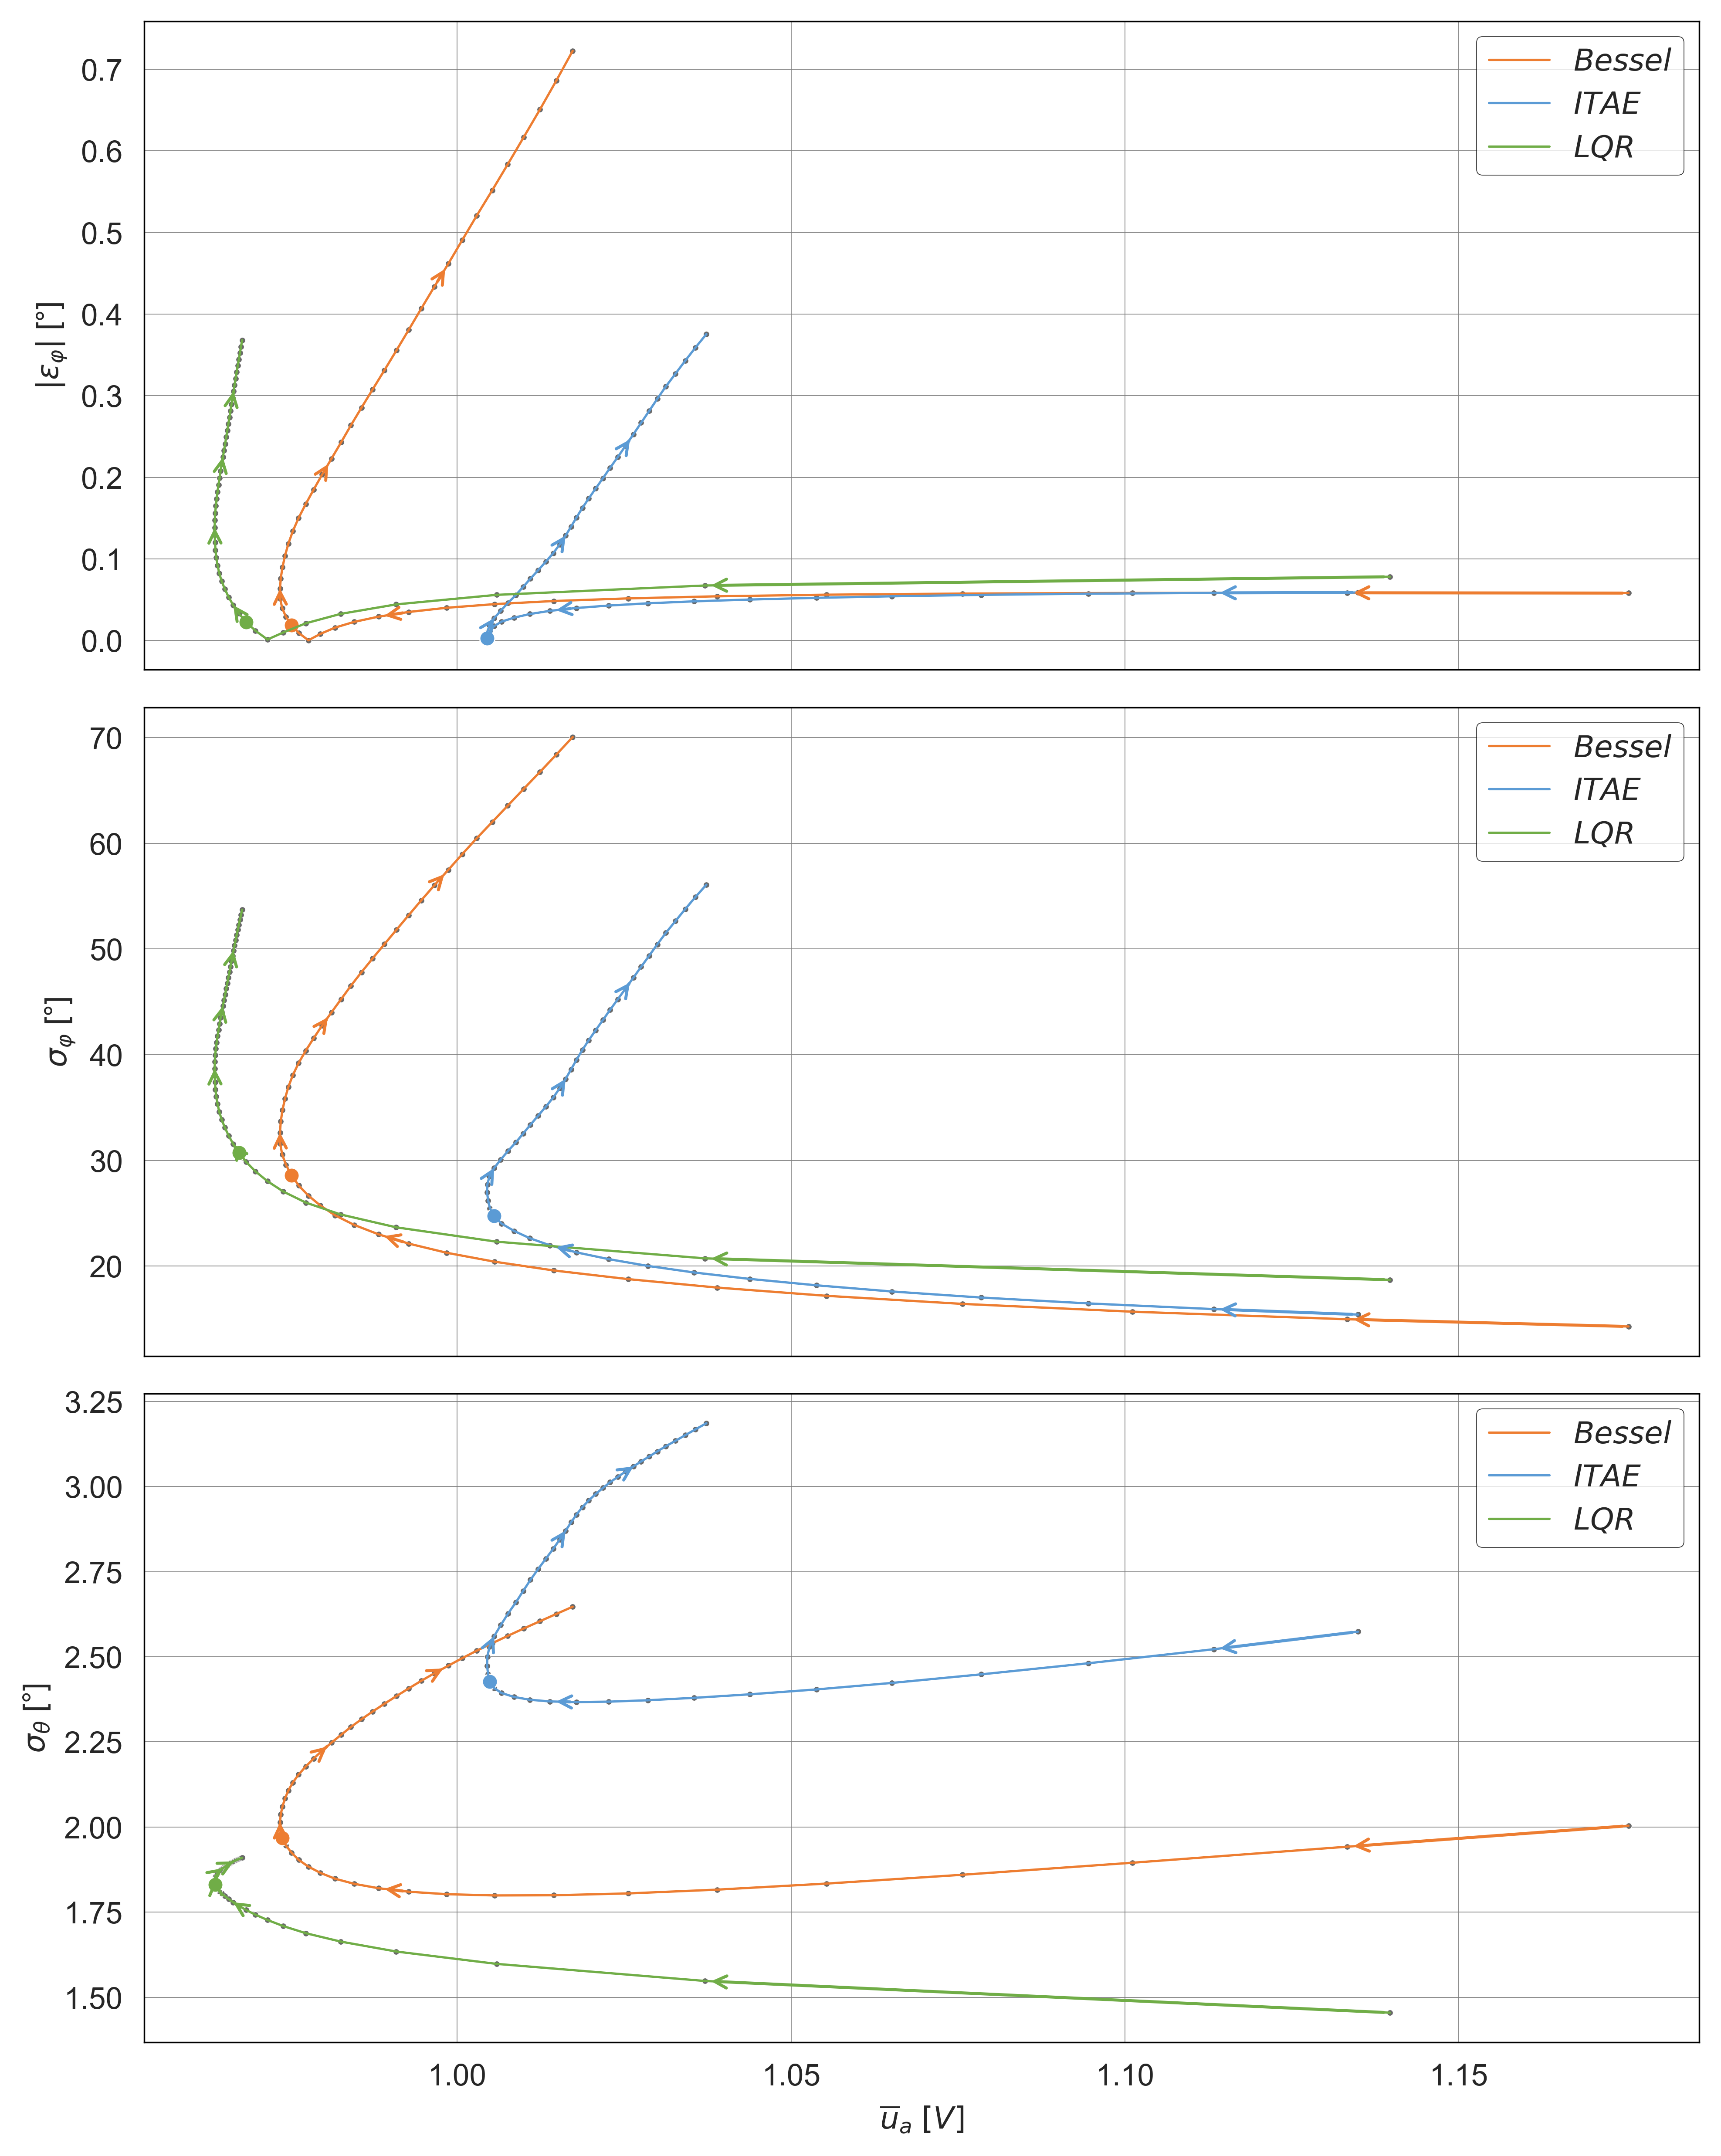 0.7
0.6
0.5
0.4
0.3
0.2
0.1
0.0
|εφ| [°]
Bessel
ITAE
LQR
70
60
50
40
30
20
σφ [°]
Bessel
ITAE
LQR
3.25
3.00
2.75
2.50
2.25
2.00
1.75
1.50
σθ [°]
Bessel
ITAE
LQR
1.00 1.05 1.10 1.15
u̅a [V]